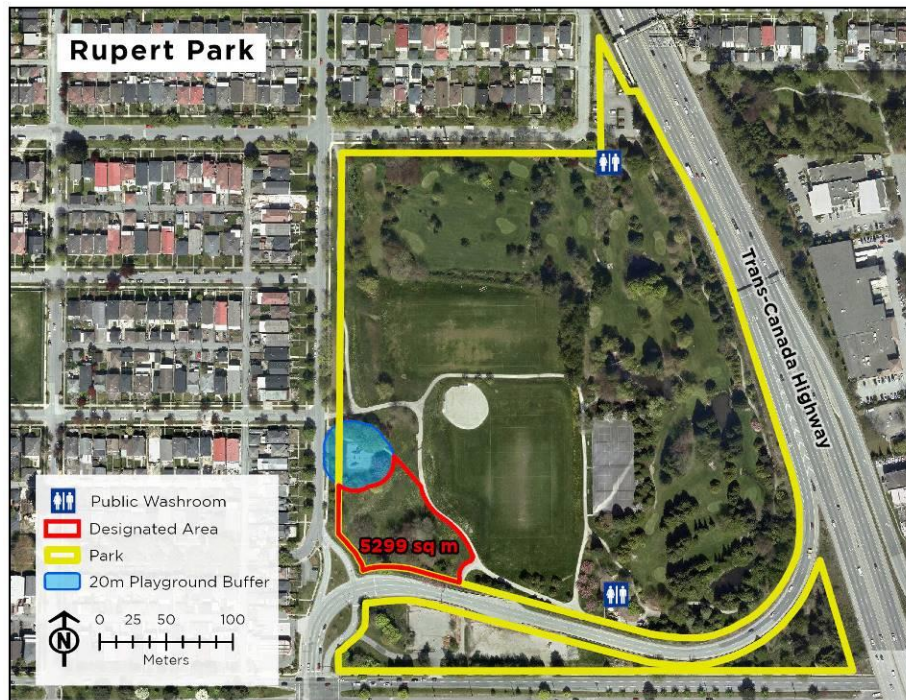 Rupert Park
Trans-Canada Highway
5299 sq m
Public Washroom
Designated Area
Park
20m Playground Buffer
N
0 25 50 100
Meters